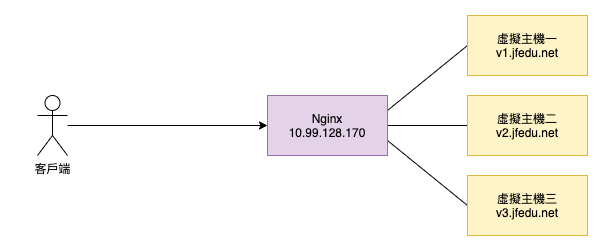 虛擬主機一
v1.jfedu.net
Nginx
10.99.128.170
虛擬主機二
v2.jfedu.net
客戶端
虛擬主機三
v3.jfedu.net